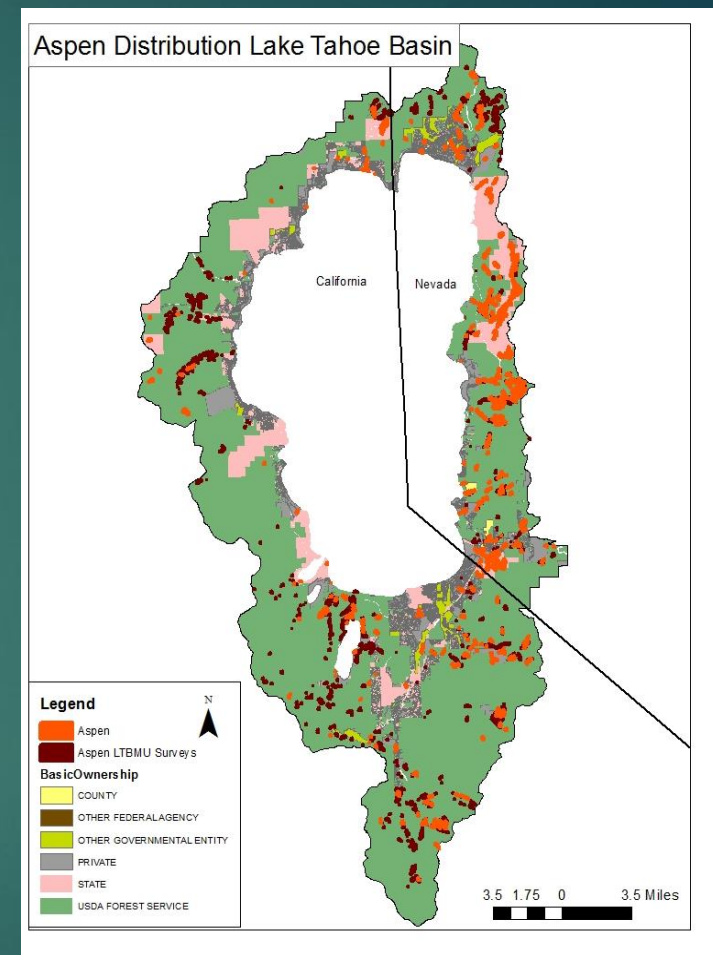 Aspen Distribution Lake Tahoe Basin
California
Nevada
Legend
N
Aspen
Aspen LTBMU Surveys
BasicOwnership
COUNTY
OTHER FEDERALAGENCY
OTHER GOVERNMENTAL ENTITY
PRIVATE
STATE
USDA FOREST SERVICE
3.5 1.75 0 3.5 Miles